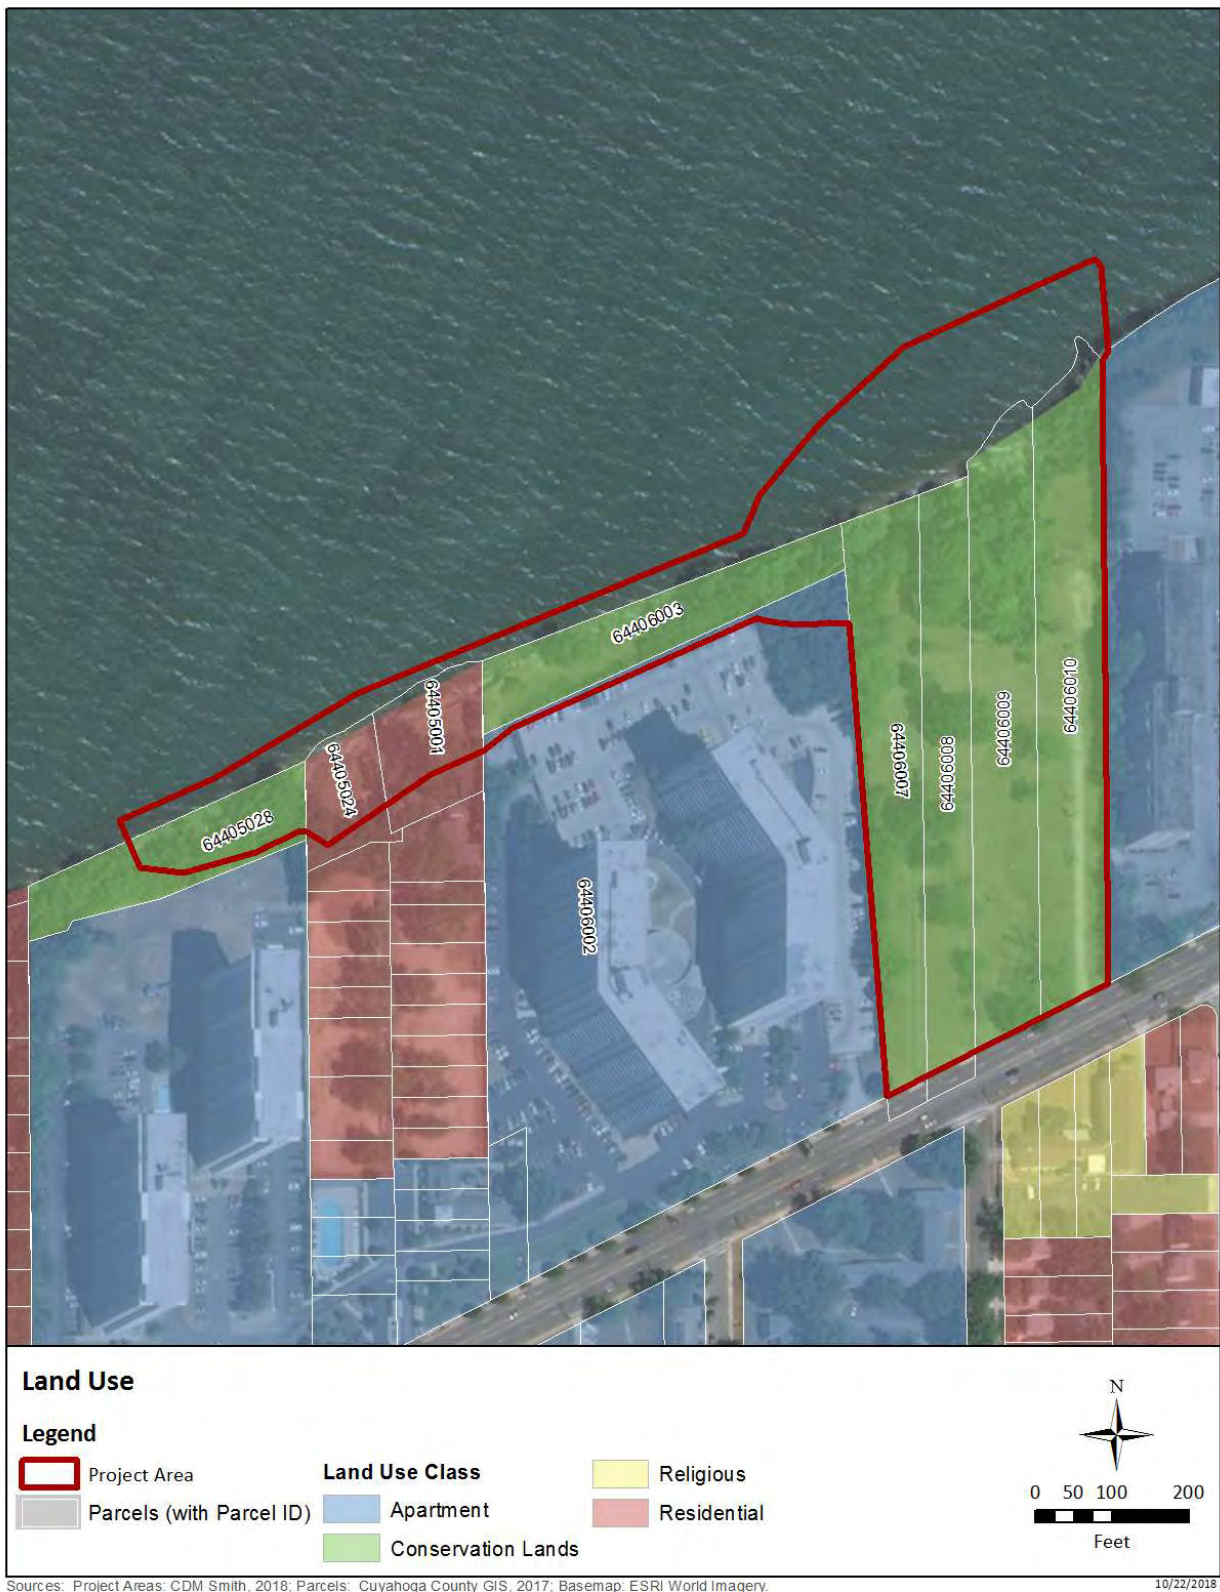 64406003
64405001
64405024
64405028
64406002
64406007
64406008
64406009
64406010
Land Use
Legend
Project Area
Parcels (with Parcel ID)
Land Use Class
Apartment
Conservation Lands
Religious
Residential
N
0 50 100 200
Feet
Sources: Project Areas: CDM Smith, 2018; Parcels: Cuyahoga County GIS, 2017; Basemap: ESRI World Imagery.
10/22/2018